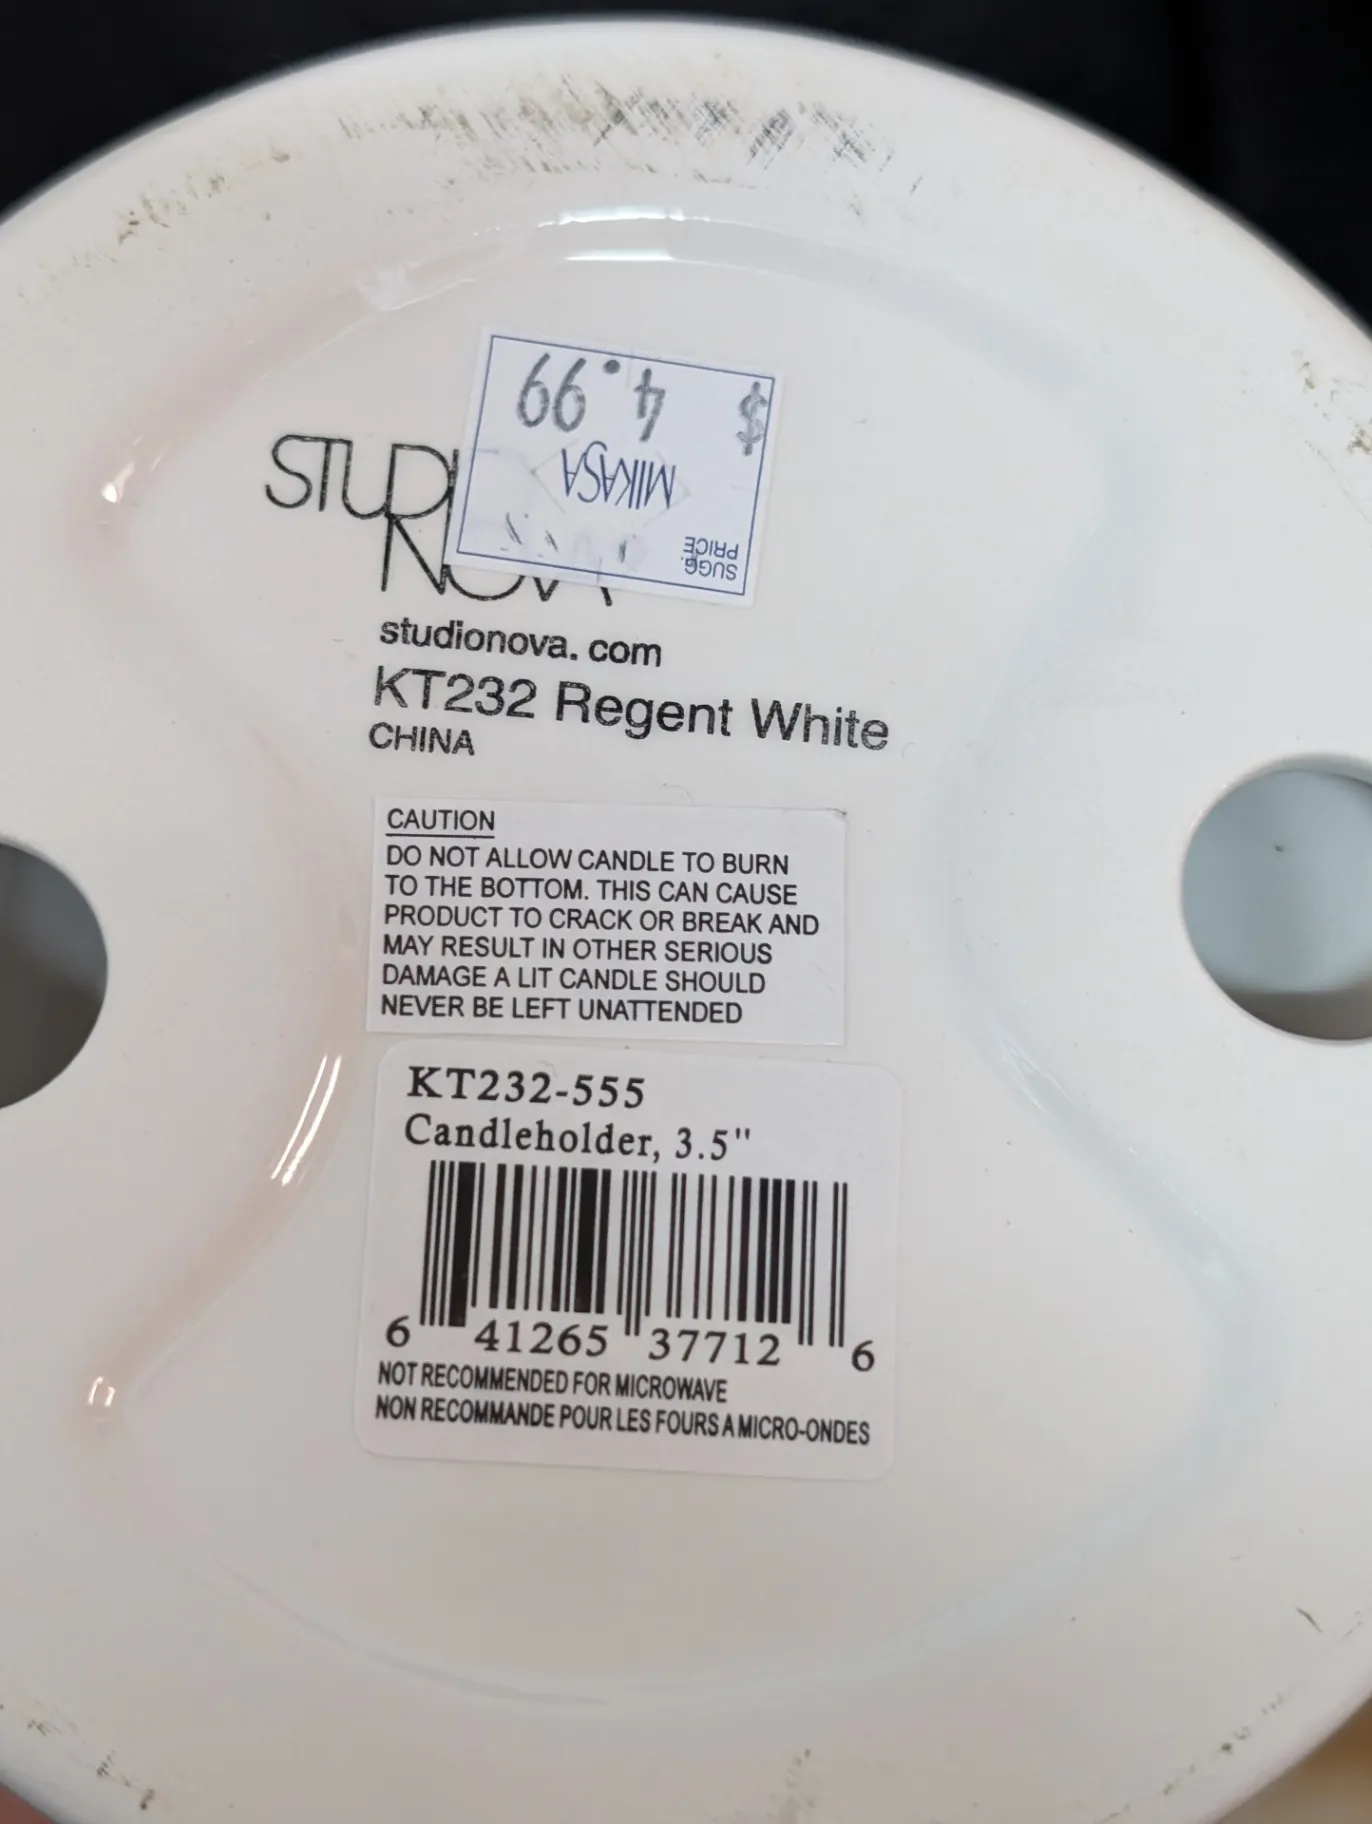 $ 4.99
MIKASA
SUGG.
PRICE
studionova. com
KT232 Regent White
CHINA
CAUTION
DO NOT ALLOW CANDLE TO BURN
TO THE BOTTOM. THIS CAN CAUSE
PRODUCT TO CRACK OR BREAK AND
MAY RESULT IN OTHER SERIOUS
DAMAGE A LIT CANDLE SHOULD
NEVER BE LEFT UNATTENDED
KT232-555
Candleholder, 3.5"
6 41265 37712 6
NOT RECOMMENDED FOR MICROWAVE
NON RECOMMANDE POUR LES FOURS A MICRO-ONDES